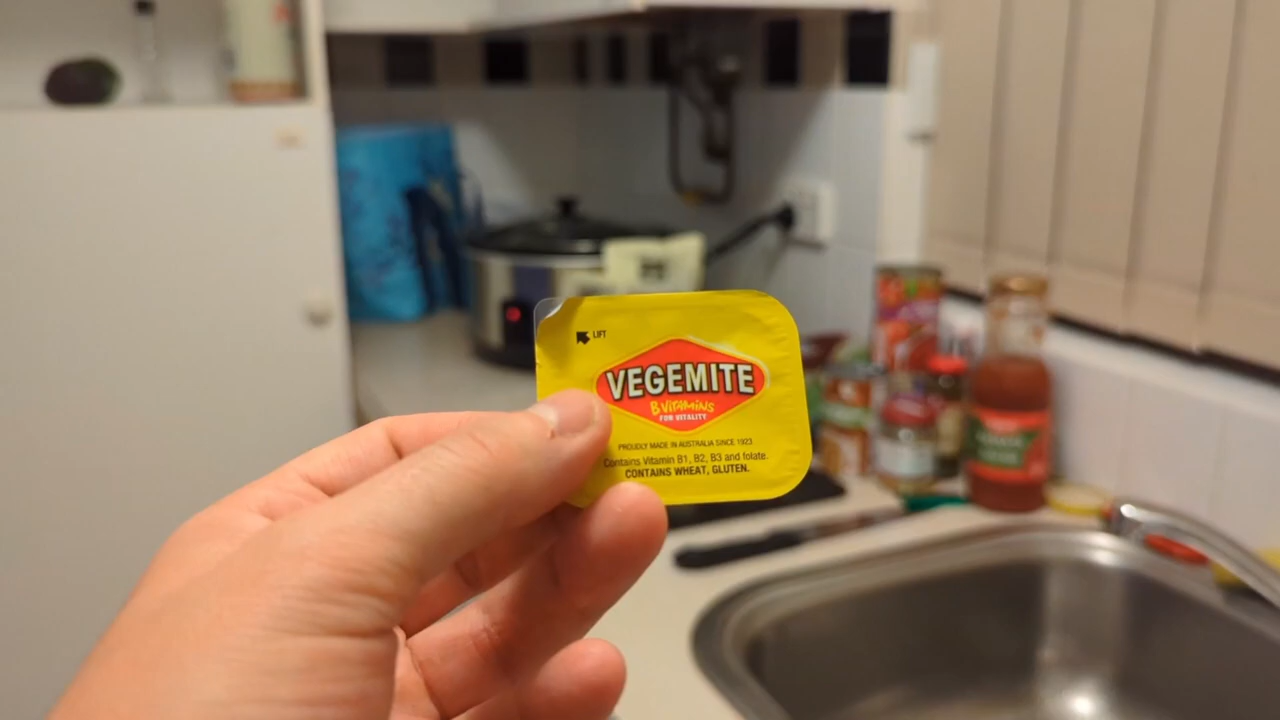 LIFT
VEGEMITE
B VITAMINS
FOR VITALITY
PROUDLY MADE IN AUSTRALIA SINCE 1923
Contains Vitamin B1, B2, B3 and folate.
CONTAINS WHEAT, GLUTEN.